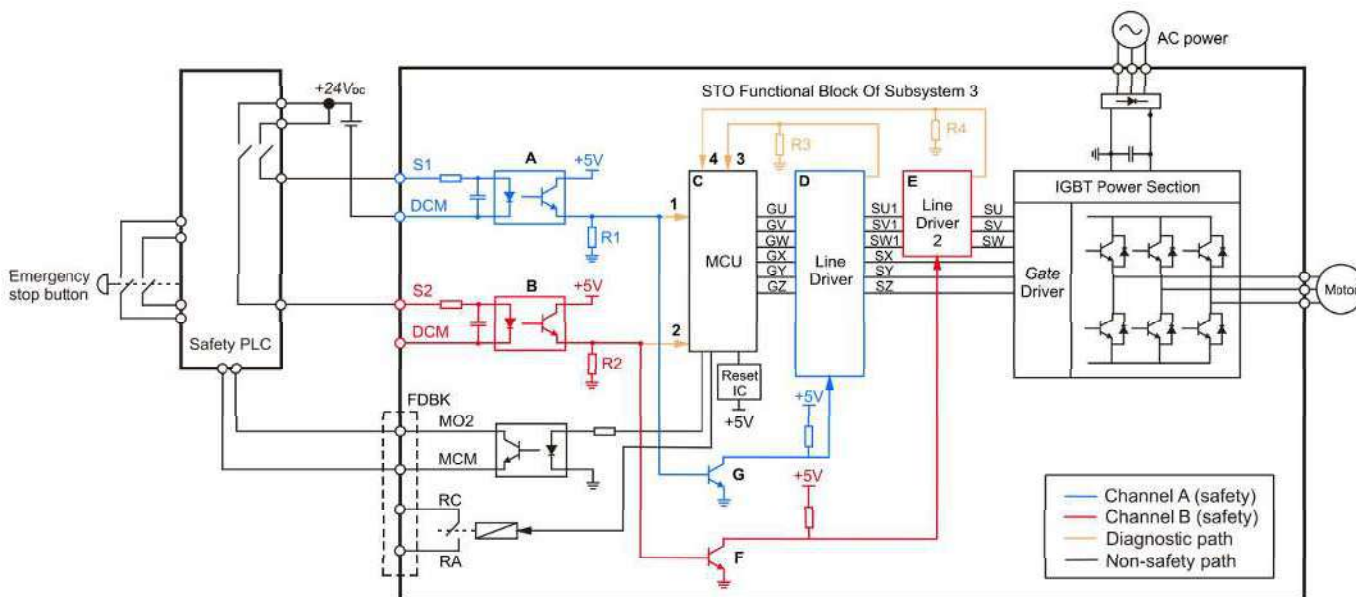 AC power
+24VDC
STO Functional Block Of Subsystem 3
R4
R3
S1
A
+5V
4
3
C
D
E
IGBT Power Section
DCM
1
R1
GU
GV
GW
GX
GY
GZ
MCU
Line
Driver
SU1
SV1
SW1
SX
SY
SZ
Line
Driver
2
SU
SV
SW
Gate
Driver
Motor
Emergency
stop button
S2
B
+5V
DCM
2
R2
Safety PLC
Reset
IC
+5V
+5V
FDBK
MO2
MCM
G
+5V
RC
RA
F
Channel A (safety)
Channel B (safety)
Diagnostic path
Non-safety path